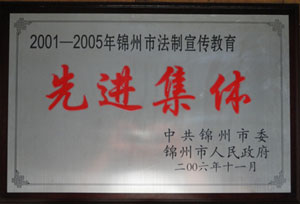 2001—2005年锦州市法制宣传教育
先进集体
中共锦州市委
锦州市人民政府
二00六年十一月